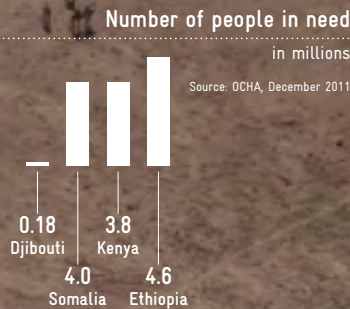 Number of people in need
in millions
Source: OCHA, December 2011
0.18
Djibouti
3.8
Kenya
4.0
Somalia
4.6
Ethiopia